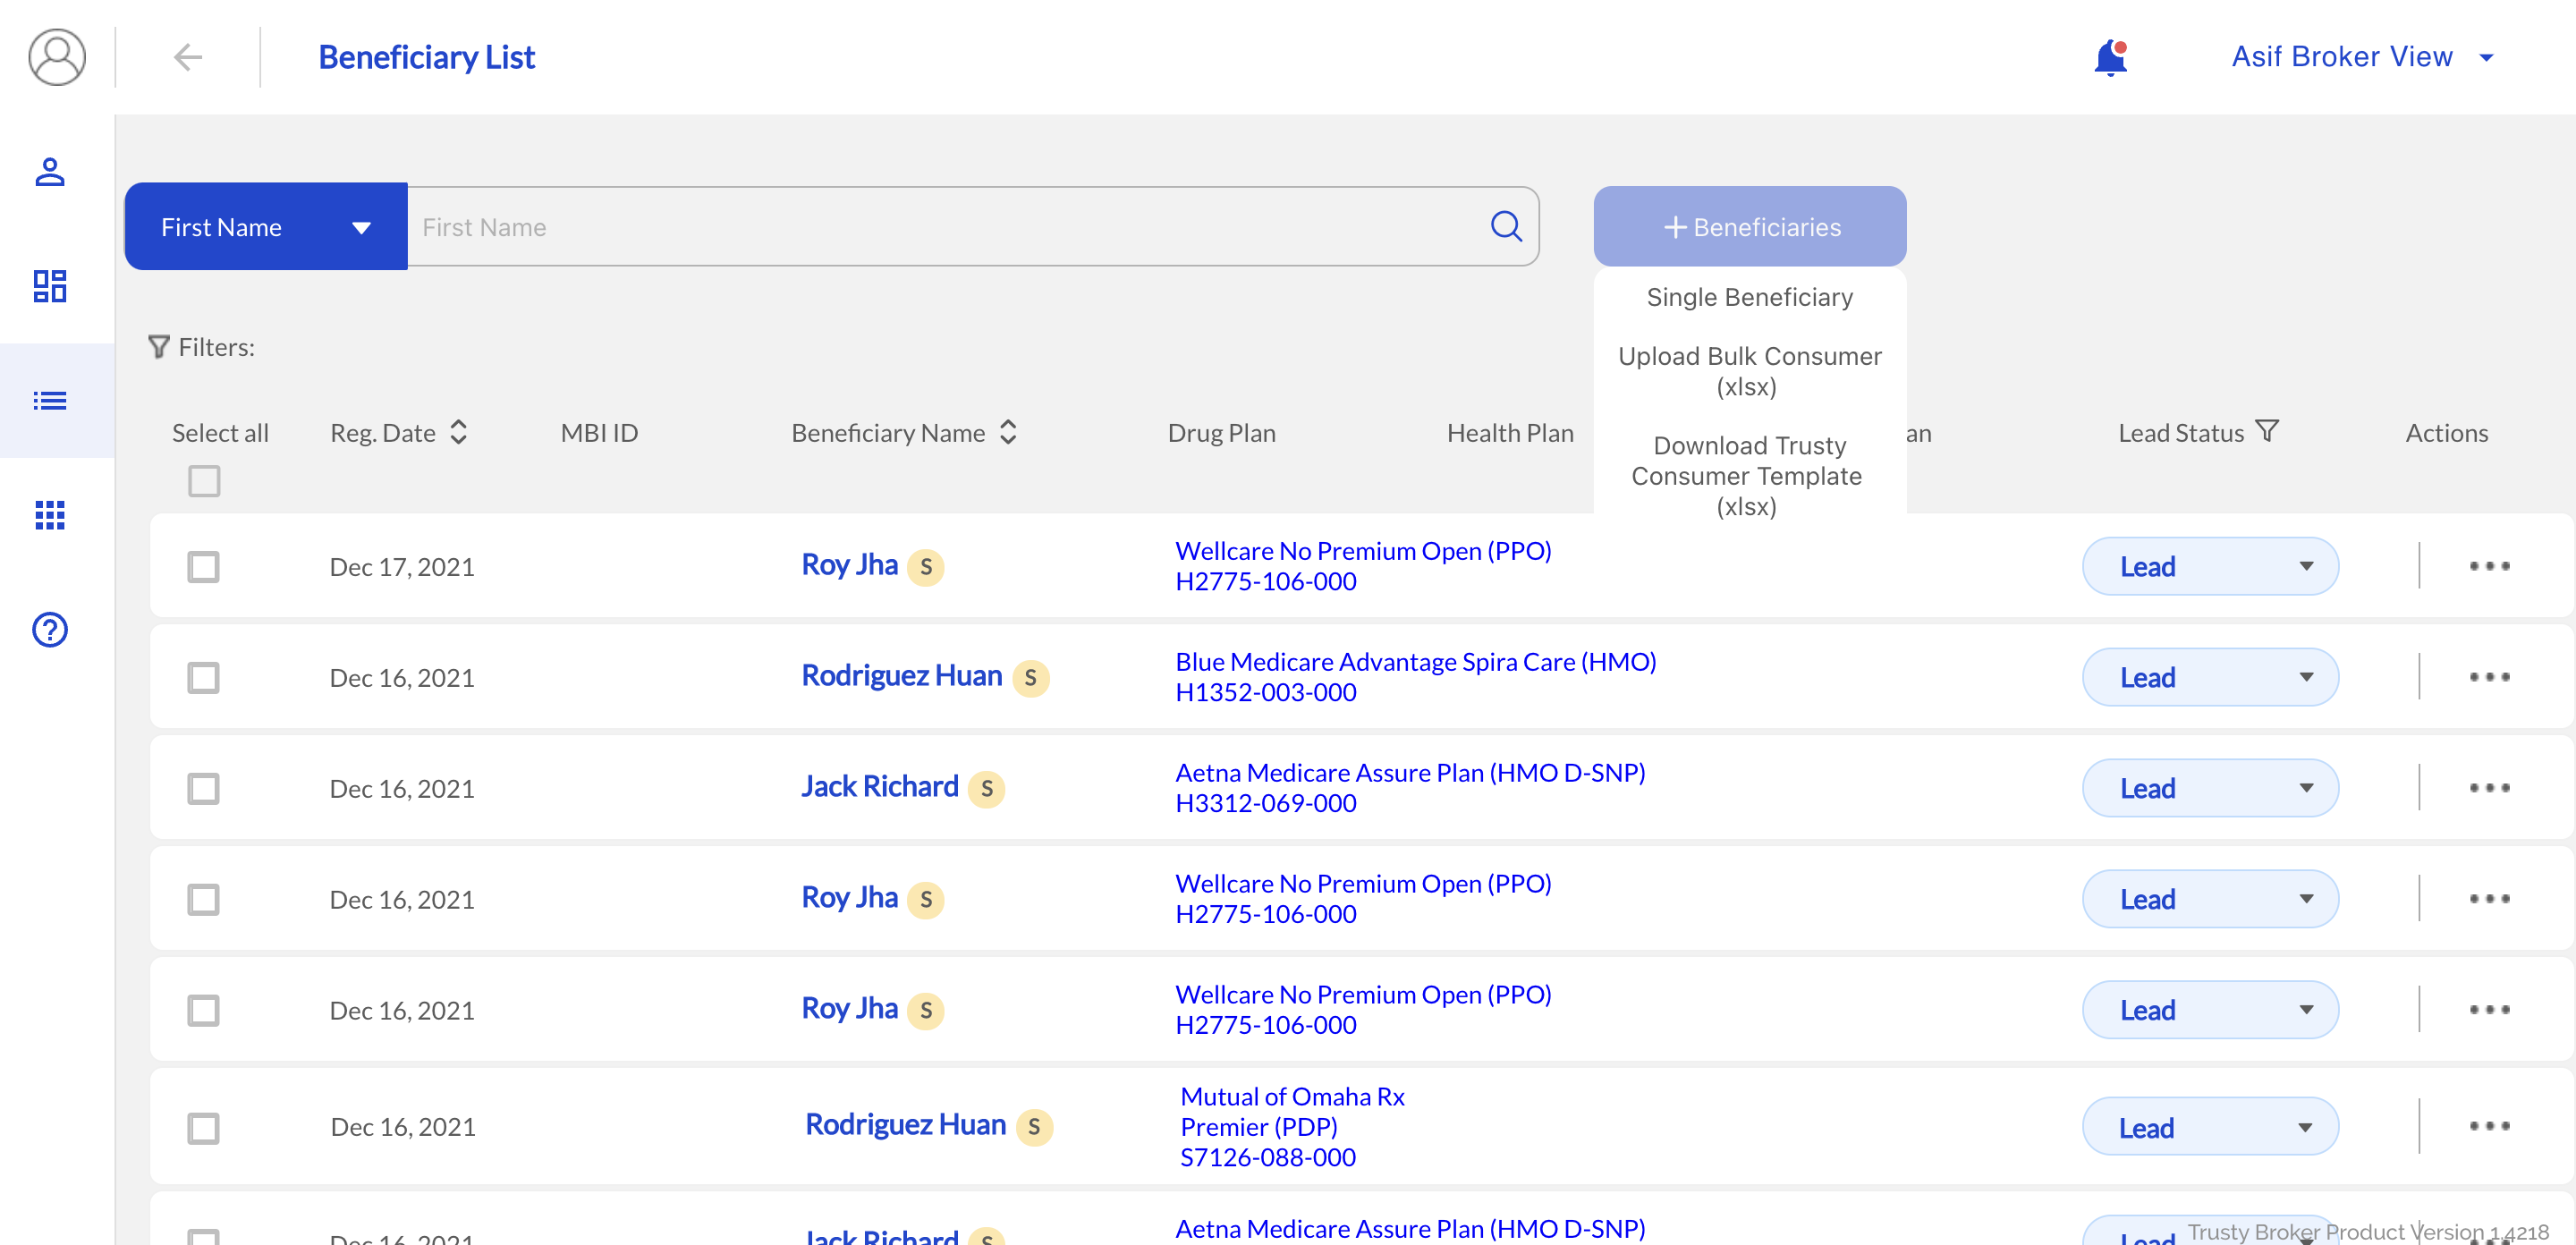 Beneficiary List
Asif Broker View
First Name
First Name
+ Beneficiaries
Single Beneficiary
Upload Bulk Consumer
(xlsx)
Download Trusty
Consumer Template
(xlsx)
Filters:
Select all Reg. Date MBI ID Beneficiary Name Drug Plan Health Plan an Lead Status Actions
Dec 17, 2021 Roy Jha S Wellcare No Premium Open (PPO) Lead
H2775-106-000
Dec 16, 2021 Rodriguez Huan S Blue Medicare Advantage Spira Care (HMO) Lead
H1352-003-000
Dec 16, 2021 Jack Richard S Aetna Medicare Assure Plan (HMO D-SNP) Lead
H3312-069-000
Dec 16, 2021 Roy Jha S Wellcare No Premium Open (PPO) Lead
H2775-106-000
Dec 16, 2021 Roy Jha S Wellcare No Premium Open (PPO) Lead
H2775-106-000
Mutual of Omaha Rx
Dec 16, 2021 Rodriguez Huan S Premier (PDP) Lead
S7126-088-000
Dec 16, 2021 Jack Richard S Aetna Medicare Assure Plan (HMO D-SNP) Lead
Trusty Broker Product Version 1.4218